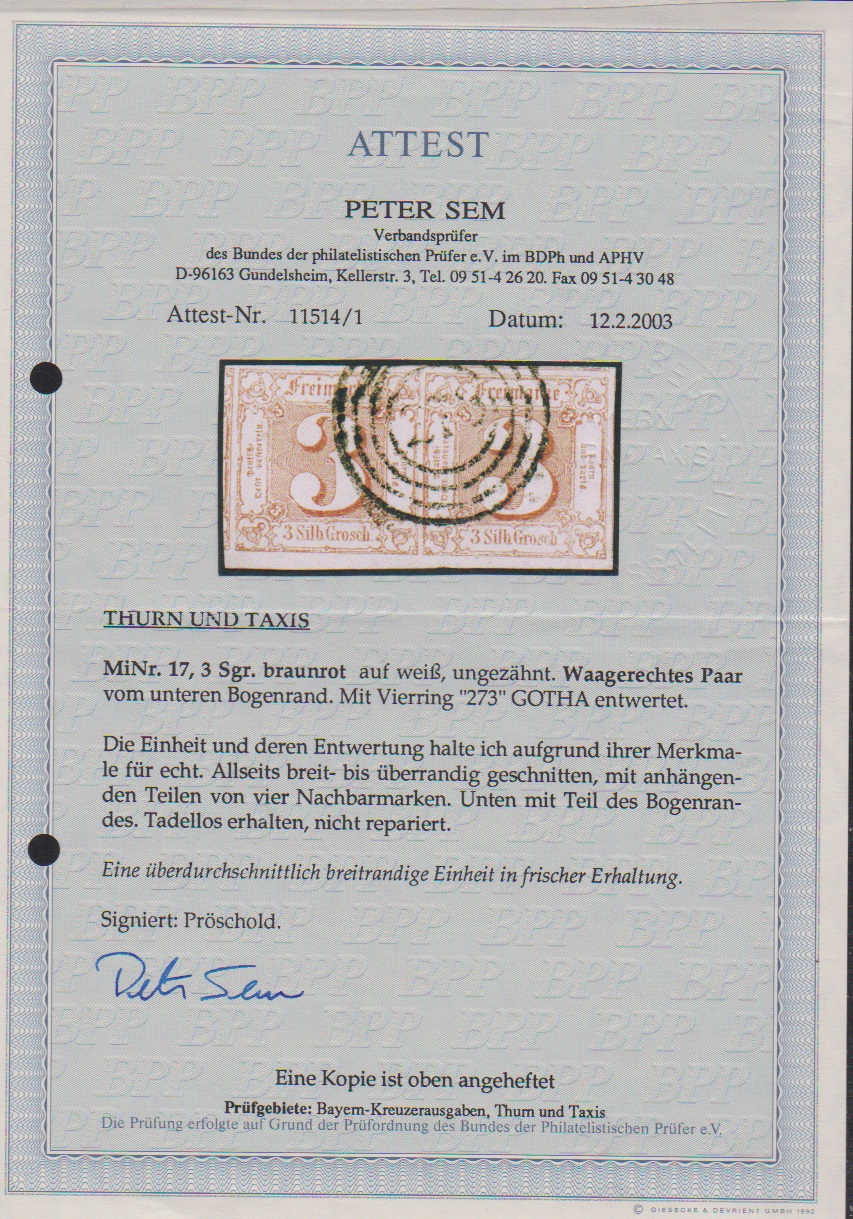 ATTEST
PETER SEM
Verbandsprüfer
des Bundes der philatelistischen Prüfer e.V. im BDPh und APHV
D-96163 Gundelsheim, Kellerstr. 3, Tel. 09 51-4 26 20. Fax 09 51-4 30 48
Attest-Nr. 11514/1 Datum: 12.2.2003
Freimarke Freimarke
3 Silb. Grosch. 3 Silb. Grosch.
THURN UND TAXIS
MiNr. 17, 3 Sgr. braunrot auf weiß, ungezähnt. Waagerechtes Paar
vom unteren Bogenrand. Mit Vierring "273" GOTHA entwertet.
Die Einheit und deren Entwertung halte ich aufgrund ihrer Merkma-
le für echt. Allseits breit- bis überrandig geschnitten, mit anhängen-
den Teilen von vier Nachbarmarken. Unten mit Teil des Bogenran-
des. Tadellos erhalten, nicht repariert.
Eine überdurchschnittlich breitrandige Einheit in frischer Erhaltung.
Signiert: Pröschold.
Peter Sem
Eine Kopie ist oben angeheftet
Prüfgebiete: Bayern-Kreuzerausgaben, Thurn und Taxis
Die Prüfung erfolgte auf Grund der Prüfordnung des Bundes der Philatelistischen Prüfer e.V.
© GIESECKE & DEVRIENT GMBH 1992